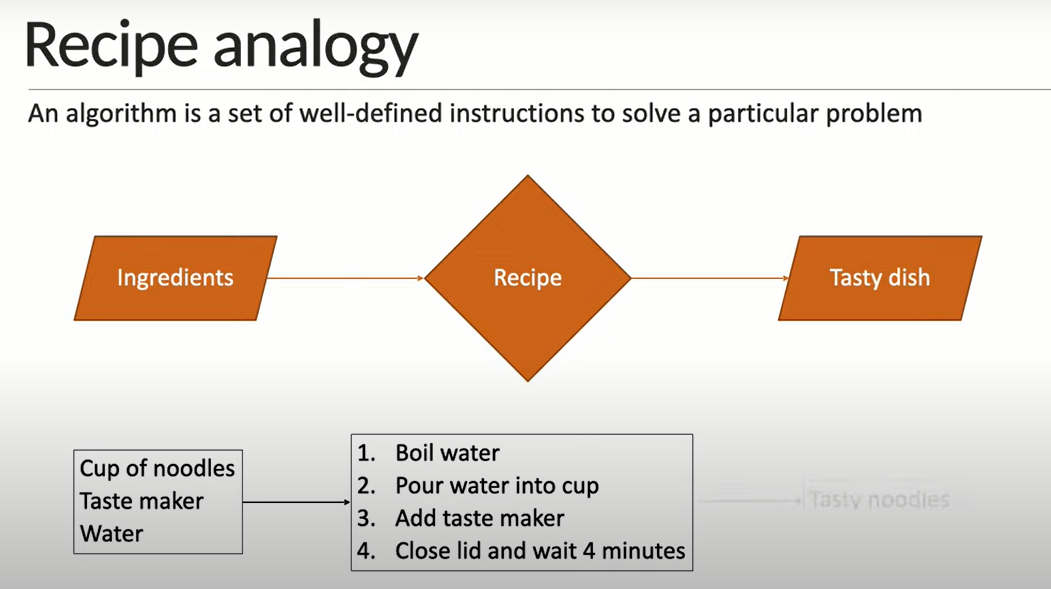 Recipe analogy
An algorithm is a set of well-defined instructions to solve a particular problem
Ingredients
Recipe
Tasty dish
Cup of noodles
Taste maker
Water
1. Boil water
2. Pour water into cup
3. Add taste maker
4. Close lid and wait 4 minutes
Tasty noodles